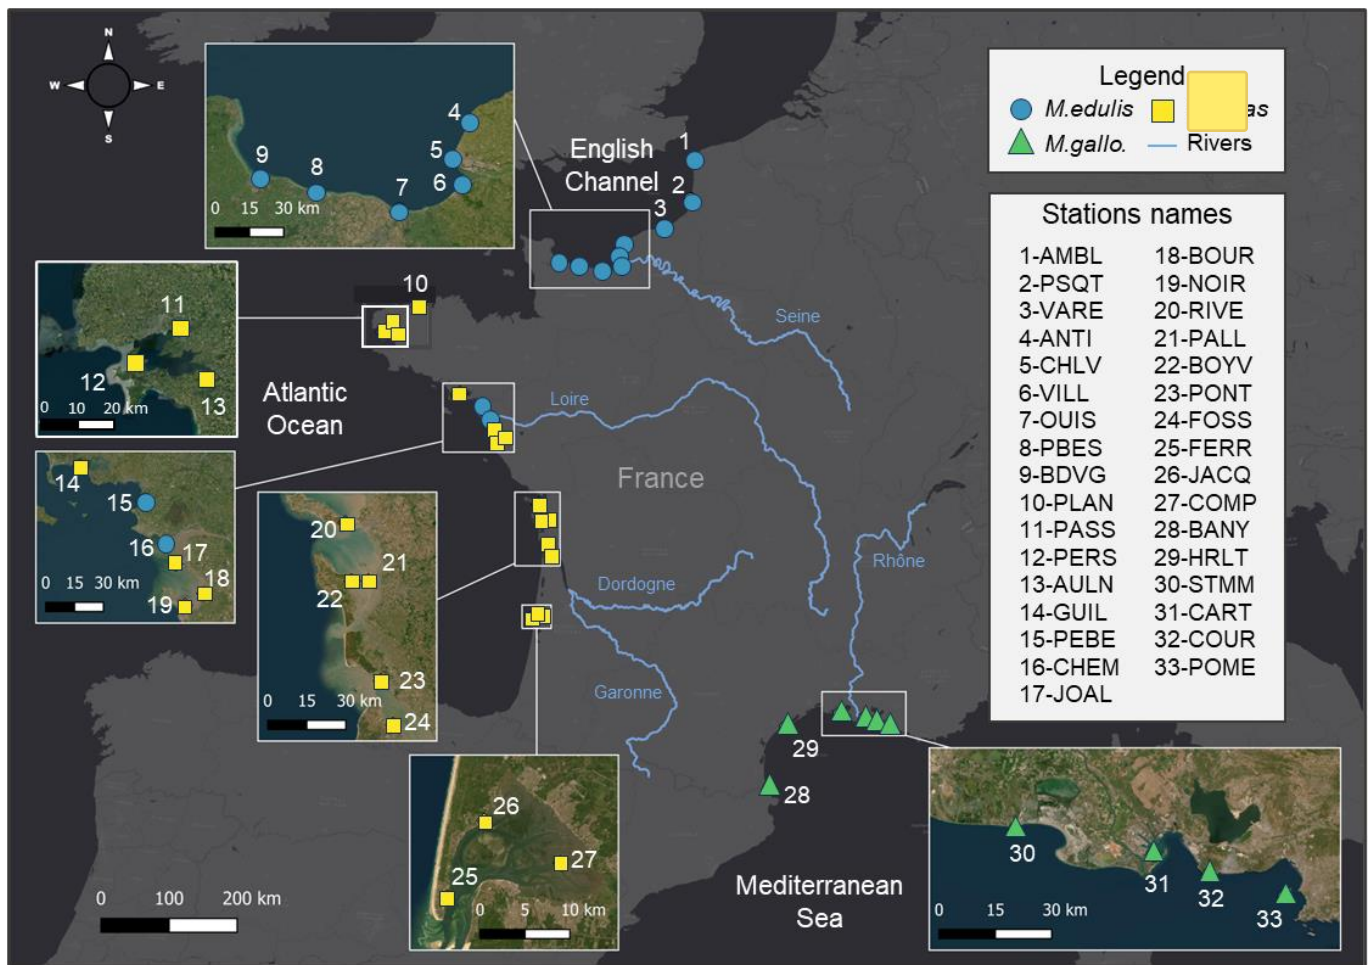 N
W E
S
Legend
M.edulis as
M.gallo. Rivers
English
Channel
1
2
3
4
5
6
7
8
9
0 15 30 km
10
11
12
13
0 10 20 km
Atlantic
Ocean
Seine
Loire
France
Dordogne
Garonne
Rhône
14
15
16
17
18
19
0 15 30 km
20
21
22
23
24
0 15 30 km
25
26
27
0 5 10 km
28
29
30
31
32
33
0 15 30 km
Mediterranean
Sea
0 100 200 km
Stations names
1-AMBL 18-BOUR
2-PSQT 19-NOIR
3-VARE 20-RIVE
4-ANTI 21-PALL
5-CHLV 22-BOYV
6-VILL 23-PONT
7-OUIS 24-FOSS
8-PBES 25-FERR
9-BDVG 26-JACQ
10-PLAN 27-COMP
11-PASS 28-BANY
12-PERS 29-HRLT
13-AULN 30-STMM
14-GUIL 31-CART
15-PEBE 32-COUR
16-CHEM 33-POME
17-JOAL